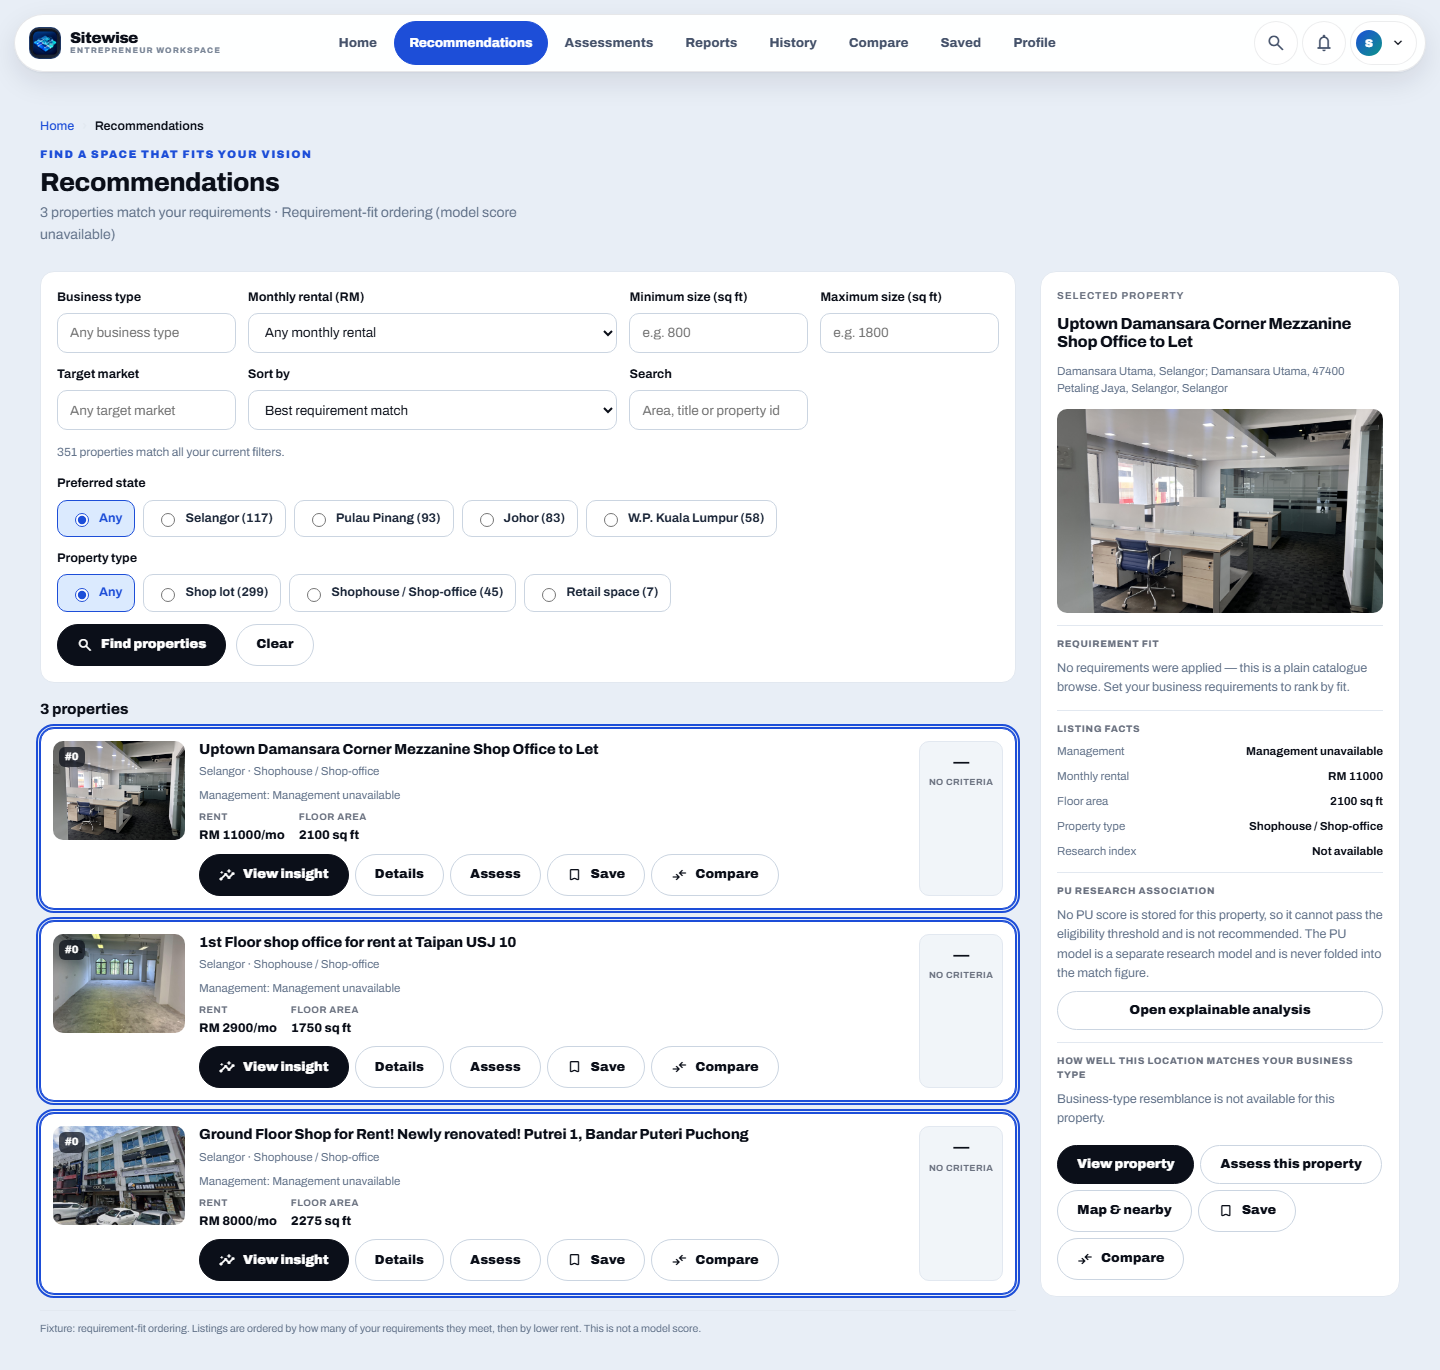 Sitewise
ENTREPRENEUR WORKSPACE
Home
Recommendations
Assessments
Reports
History
Compare
Saved
Profile
S
Home
Recommendations
FIND A SPACE THAT FITS YOUR VISION
Recommendations
3 properties match your requirements · Requirement-fit ordering (model score
unavailable)
Business type
Monthly rental (RM)
Minimum size (sq ft)
Maximum size (sq ft)
Any business type
Any monthly rental
e.g. 800
e.g. 1800
Target market
Sort by
Search
Any target market
Best requirement match
Area, title or property id
351 properties match all your current filters.
Preferred state
Any
Selangor (117)
Pulau Pinang (93)
Johor (83)
W.P. Kuala Lumpur (58)
Property type
Any
Shop lot (299)
Shophouse / Shop-office (45)
Retail space (7)
Find properties
Clear
3 properties
#0
Uptown Damansara Corner Mezzanine Shop Office to Let
Selangor · Shophouse / Shop-office
Management: Management unavailable
RENT
FLOOR AREA
RM 11000/mo
2100 sq ft
View insight
Details
Assess
Save
Compare
—
NO CRITERIA
#0
1st Floor shop office for rent at Taipan USJ 10
Selangor · Shophouse / Shop-office
Management: Management unavailable
RENT
FLOOR AREA
RM 2900/mo
1750 sq ft
View insight
Details
Assess
Save
Compare
—
NO CRITERIA
#0
Ground Floor Shop for Rent! Newly renovated! Putrei 1, Bandar Puteri Puchong
Selangor · Shophouse / Shop-office
Management: Management unavailable
RENT
FLOOR AREA
RM 8000/mo
2275 sq ft
View insight
Details
Assess
Save
Compare
—
NO CRITERIA
Fixture: requirement-fit ordering. Listings are ordered by how many of your requirements they meet, then by lower rent. This is not a model score.
SELECTED PROPERTY
Uptown Damansara Corner Mezzanine
Shop Office to Let
Damansara Utama, Selangor; Damansara Utama, 47400
Petaling Jaya, Selangor, Selangor
REQUIREMENT FIT
No requirements were applied — this is a plain catalogue
browse. Set your business requirements to rank by fit.
LISTING FACTS
Management
Management unavailable
Monthly rental
RM 11000
Floor area
2100 sq ft
Property type
Shophouse / Shop-office
Research index
Not available
PU RESEARCH ASSOCIATION
No PU score is stored for this property, so it cannot pass the
eligibility threshold and is not recommended. The PU
model is a separate research model and is never folded into
the match figure.
Open explainable analysis
HOW WELL THIS LOCATION MATCHES YOUR BUSINESS
TYPE
Business-type resemblance is not available for this
property.
View property
Assess this property
Map & nearby
Save
Compare